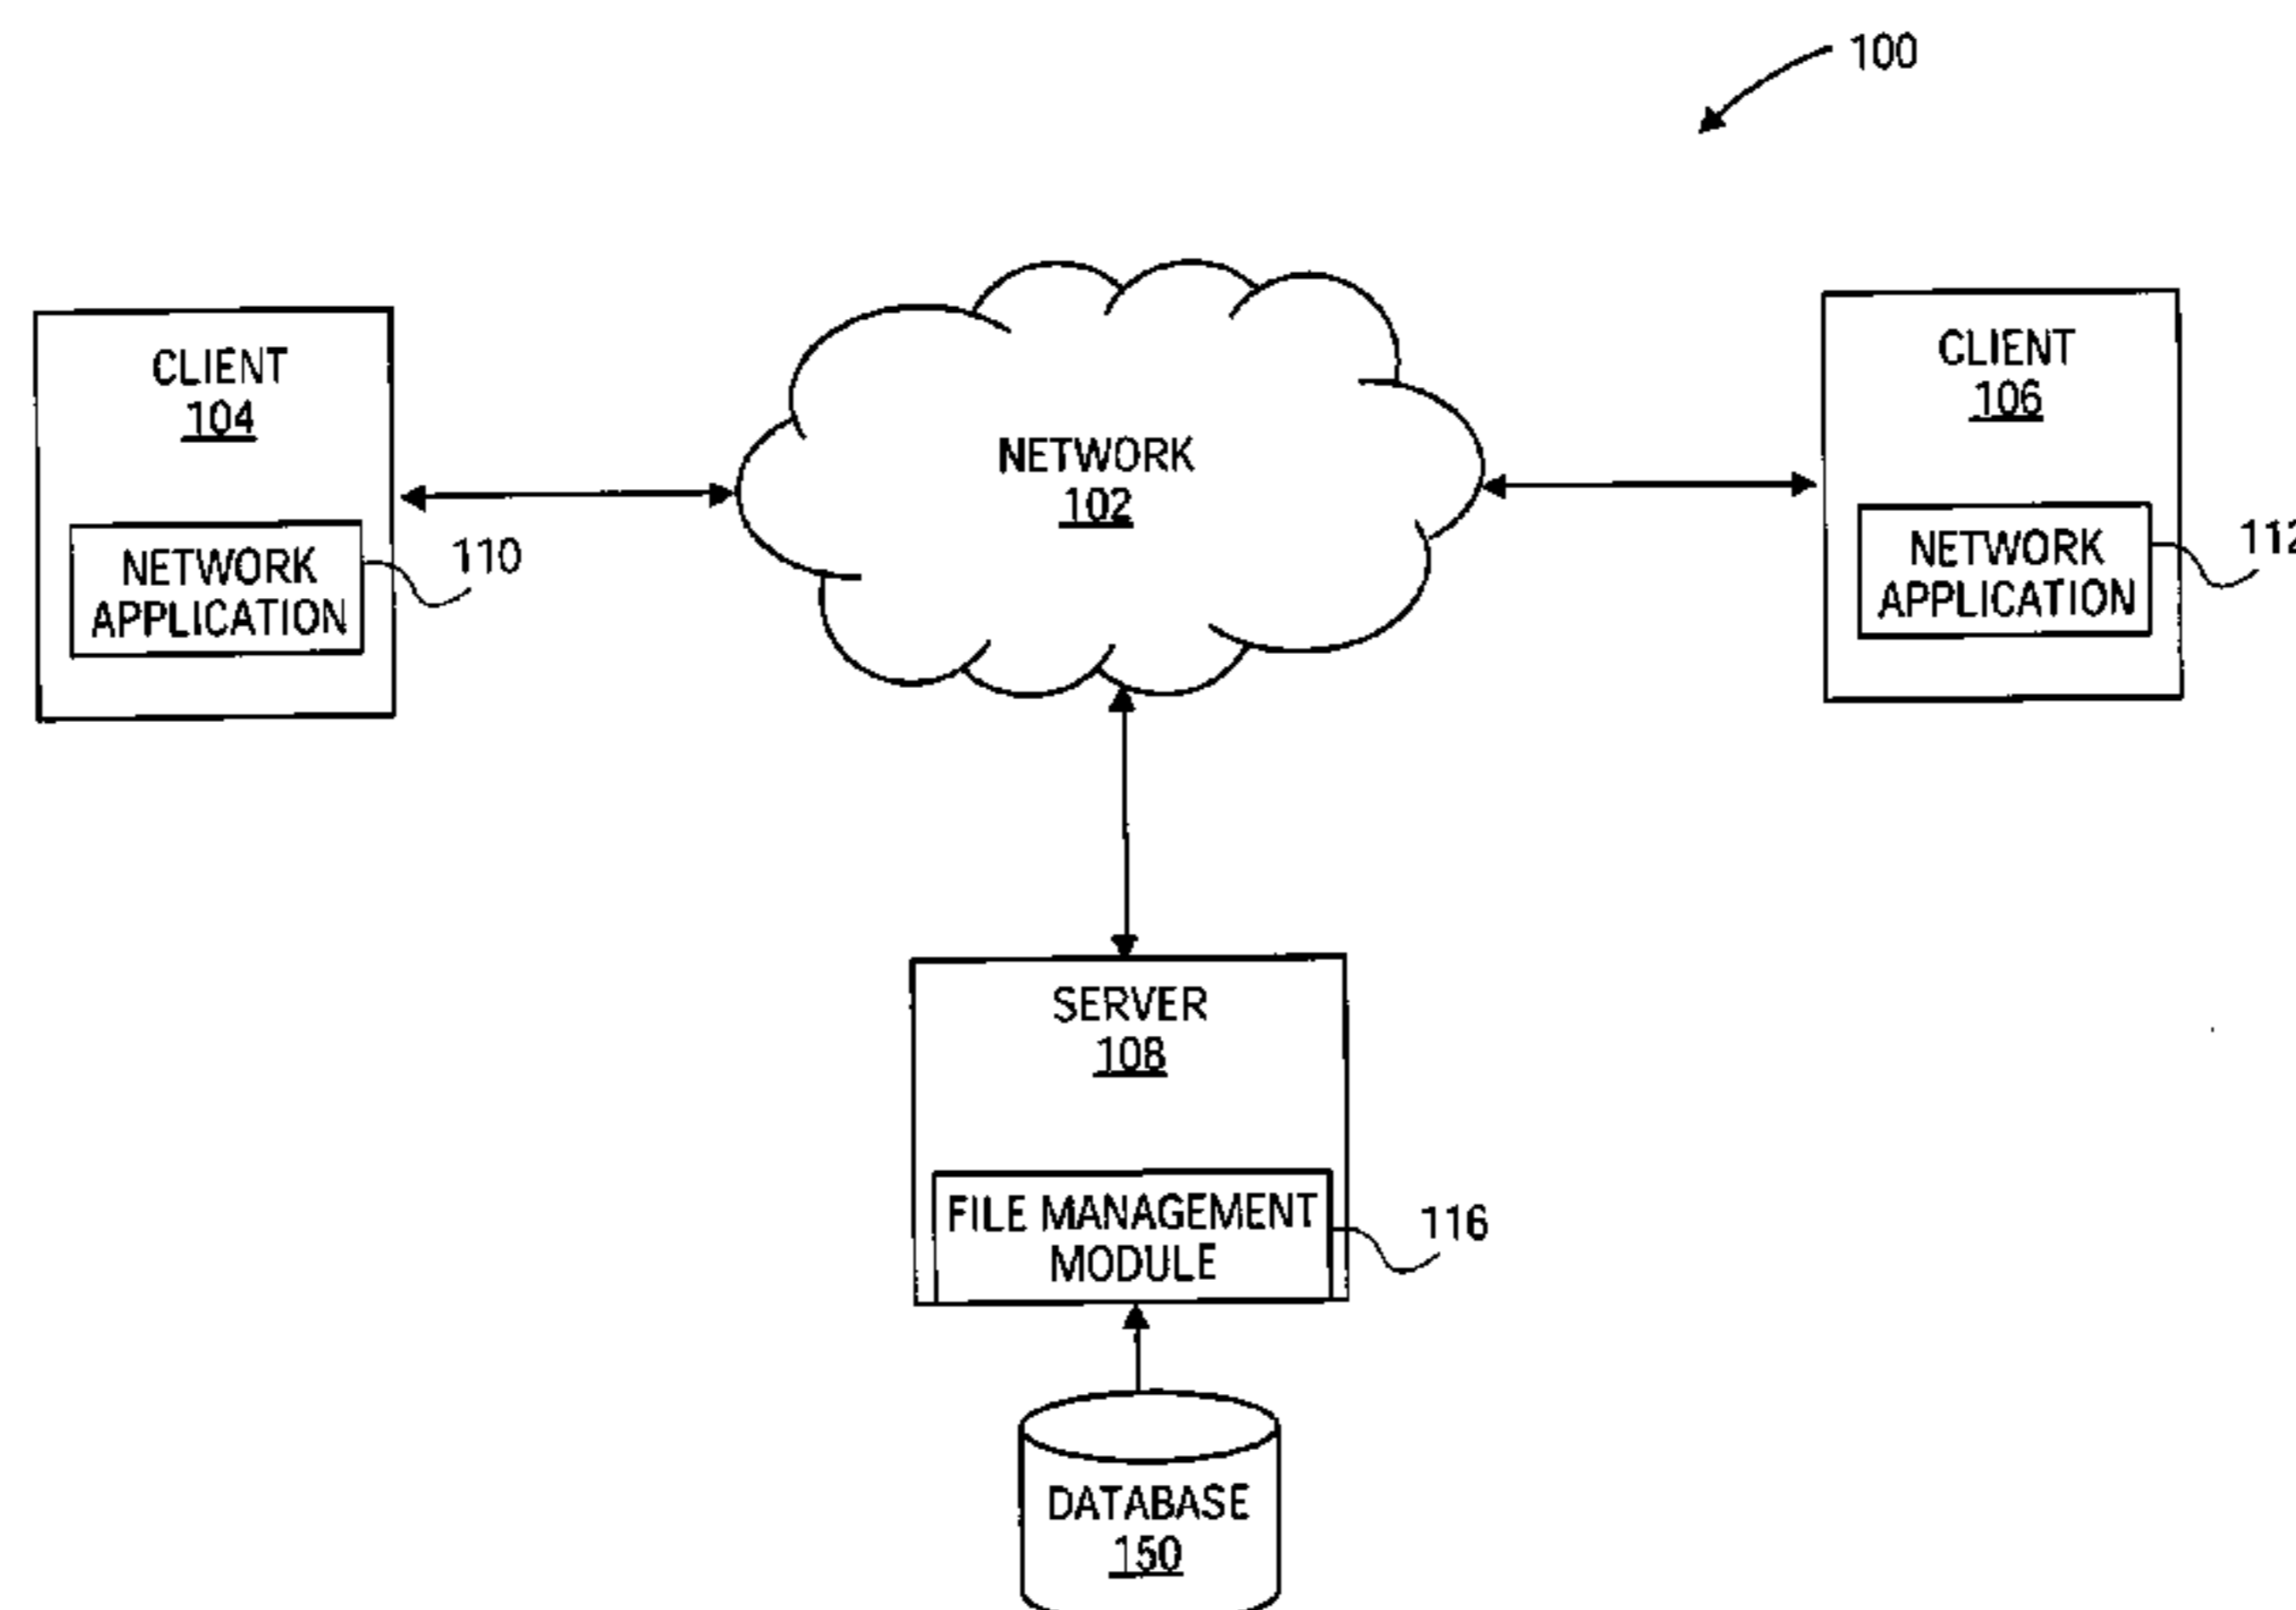 100
CLIENT
104
NETWORK
APPLICATION
110
NETWORK
102
CLIENT
106
NETWORK
APPLICATION
112
SERVER
108
FILE MANAGEMENT
MODULE
116
DATABASE
150